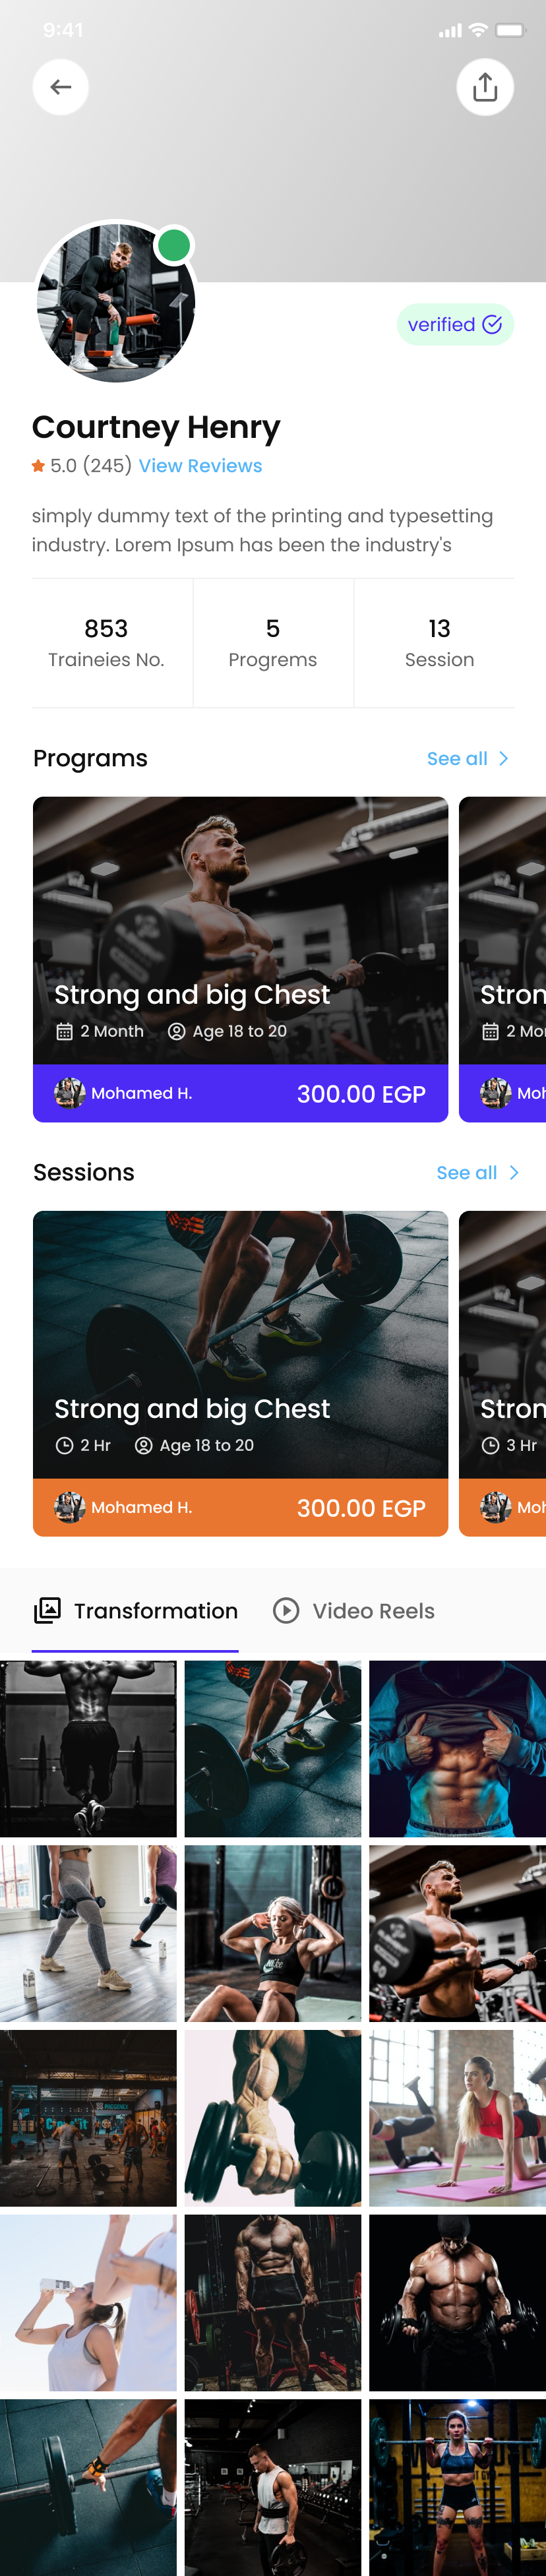 9:41
verified
Courtney Henry
5.0 (245) View Reviews
simply dummy text of the printing and typesetting
industry. Lorem Ipsum has been the industry's
853
Traineies No.
5
Progrems
13
Session
Programs
See all
Strong and big Chest
2 Month
Age 18 to 20
Mohamed H.
300.00 EGP
Stron
2 Mo
Moh
Sessions
See all
Strong and big Chest
2 Hr
Age 18 to 20
Mohamed H.
300.00 EGP
Stron
3 Hr
Moh
Transformation
Video Reels